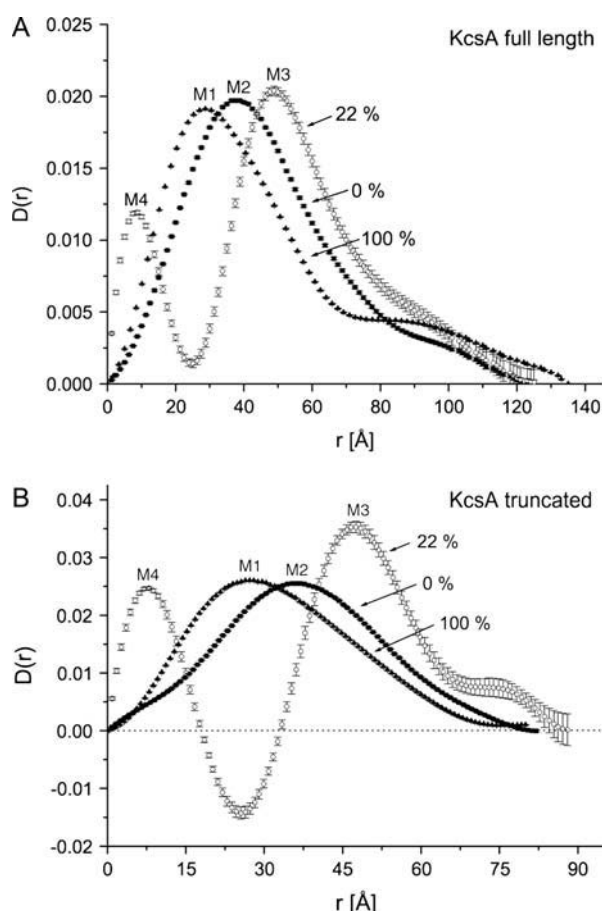 A
KcsA full length
0.025
0.020
0.015
0.010
0.005
0.000
D(r)
M1
M2
M3
M4
22 %
0 %
100 %
0 20 40 60 80 100 120 140
r [Å]
B
KcsA truncated
0.04
0.03
0.02
0.01
0.00
-0.01
-0.02
D(r)
M3
M4
M1
M2
22 %
0 %
100 %
0 15 30 45 60 75 90
r [Å]